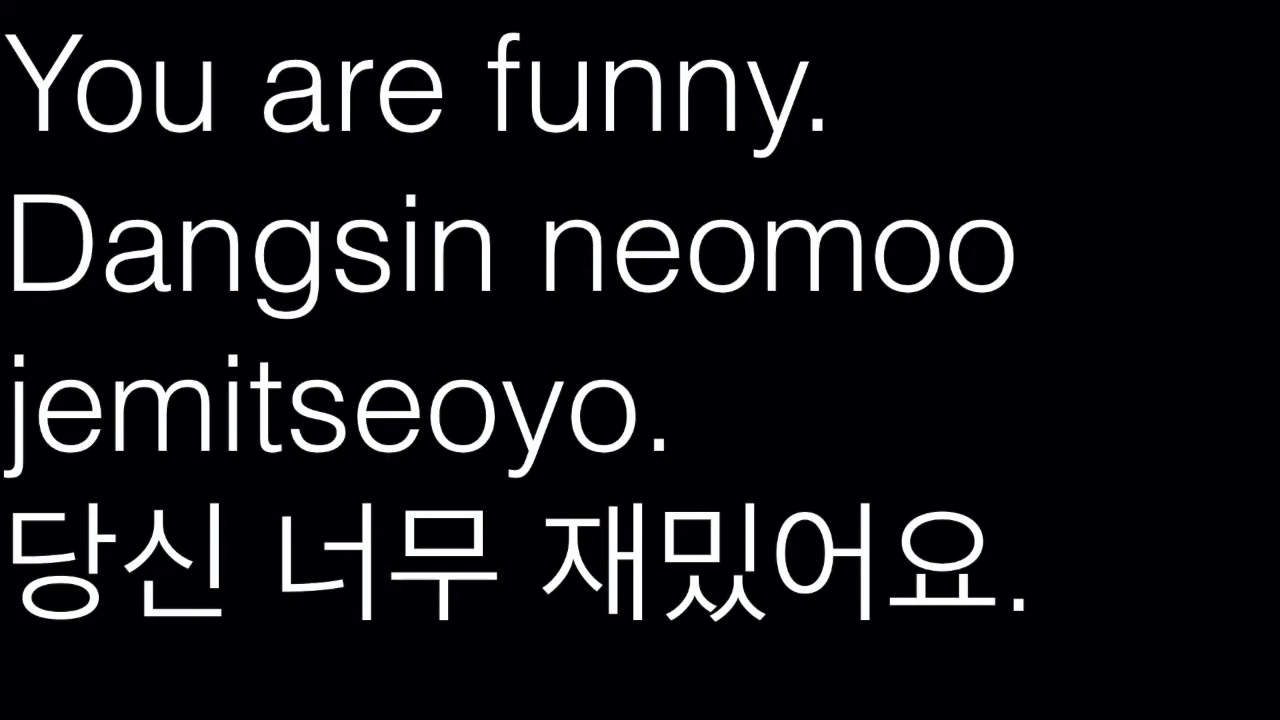 You are funny.
Dangsin neomoo
jemitseoyo.
당신 너무 재밌어요.